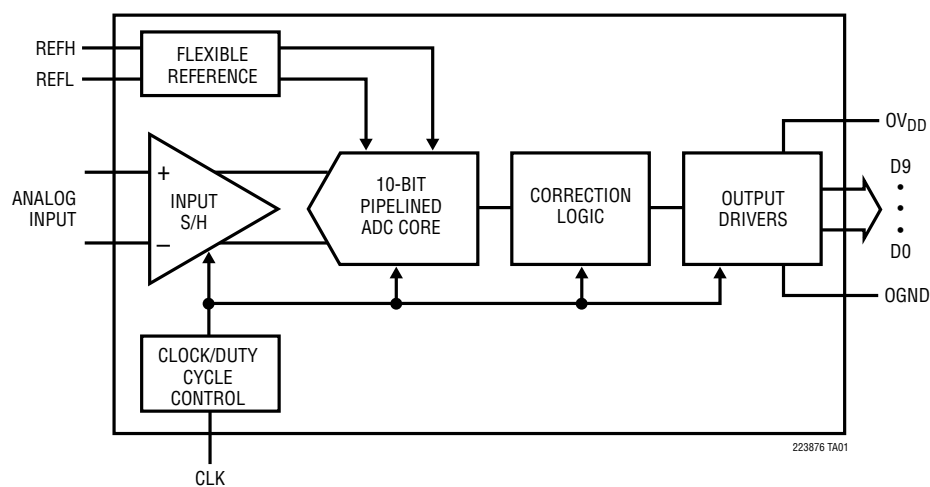 REFH
REFL
FLEXIBLE
REFERENCE
OVDD
D9
•
•
•
D0
OGND
ANALOG
INPUT
+
−
INPUT
S/H
10-BIT
PIPELINED
ADC CORE
CORRECTION
LOGIC
OUTPUT
DRIVERS
CLOCK/DUTY
CYCLE
CONTROL
CLK
223876 TA01